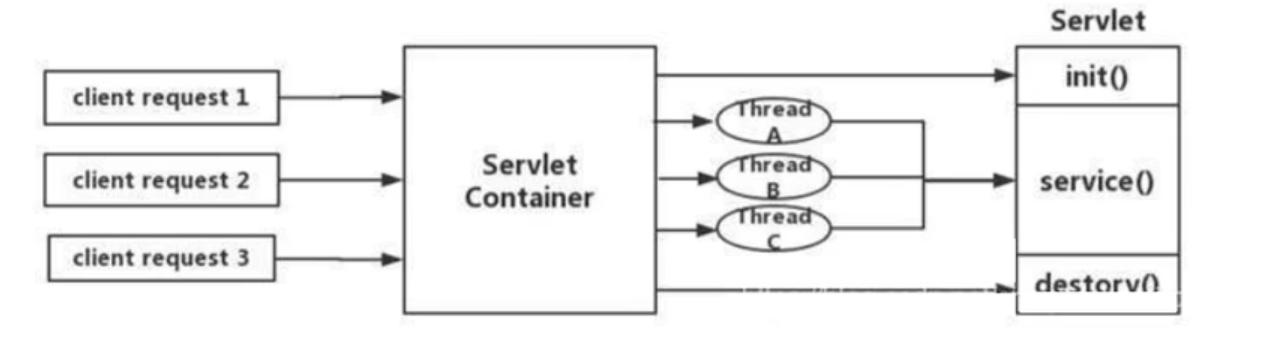 Servlet
client request 1
client request 2
client request 3
Servlet
Container
Thread
A
Thread
B
Thread
C
init()
service()
destory()